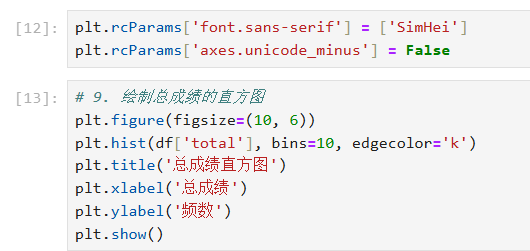 [12]: plt.rcParams['font.sans-serif'] = ['SimHei']
plt.rcParams['axes.unicode_minus'] = False
[13]: # 9. 绘制总成绩的直方图
plt.figure(figsize=(10, 6))
plt.hist(df['total'], bins=10, edgecolor='k')
plt.title('总成绩直方图')
plt.xlabel('总成绩')
plt.ylabel('频数')
plt.show()